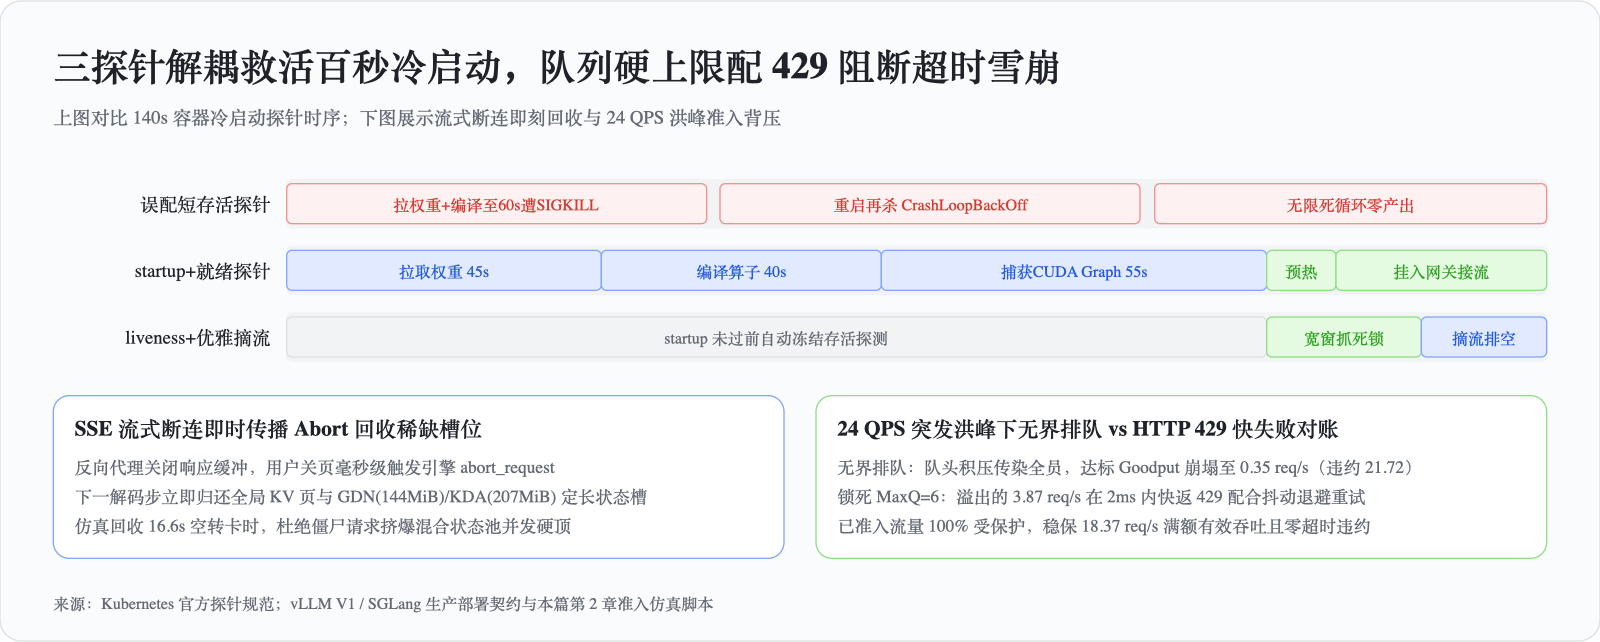 三探针解耦救活百秒冷启动，队列硬上限配 429 阻断超时雪崩
上图对比 140s 容器冷启动探针时序；下图展示流式断连即刻回收与 24 QPS 洪峰准入背压
误配短存活探针
拉权重+编译至60s遭SIGKILL
重启再杀 CrashLoopBackOff
无限死循环零产出
startup+就绪探针
拉取权重 45s
编译算子 40s
捕获CUDA Graph 55s
预热
挂入网关接流
liveness+优雅摘流
startup 未过前自动冻结存活探测
宽窗抓死锁
摘流排空
SSE 流式断连即时传播 Abort 回收稀缺槽位
反向代理关闭响应缓冲，用户关页毫秒级触发引擎 abort_request
下一解码步立即归还全局 KV 页与 GDN(144MiB)/KDA(207MiB) 定长状态槽
仿真回收 16.6s 空转卡时，杜绝僵尸请求挤爆混合状态池并发硬顶
24 QPS 突发洪峰下无界排队 vs HTTP 429 快失败对账
无界排队：队头积压传染全员，达标 Goodput 崩塌至 0.35 req/s（违约 21.72）
锁死 MaxQ=6：溢出的 3.87 req/s 在 2ms 内快返 429 配合抖动退避重试
已准入流量 100% 受保护，稳保 18.37 req/s 满额有效吞吐且零超时违约
来源：Kubernetes 官方探针规范；vLLM V1 / SGLang 生产部署契约与本篇第 2 章准入仿真脚本